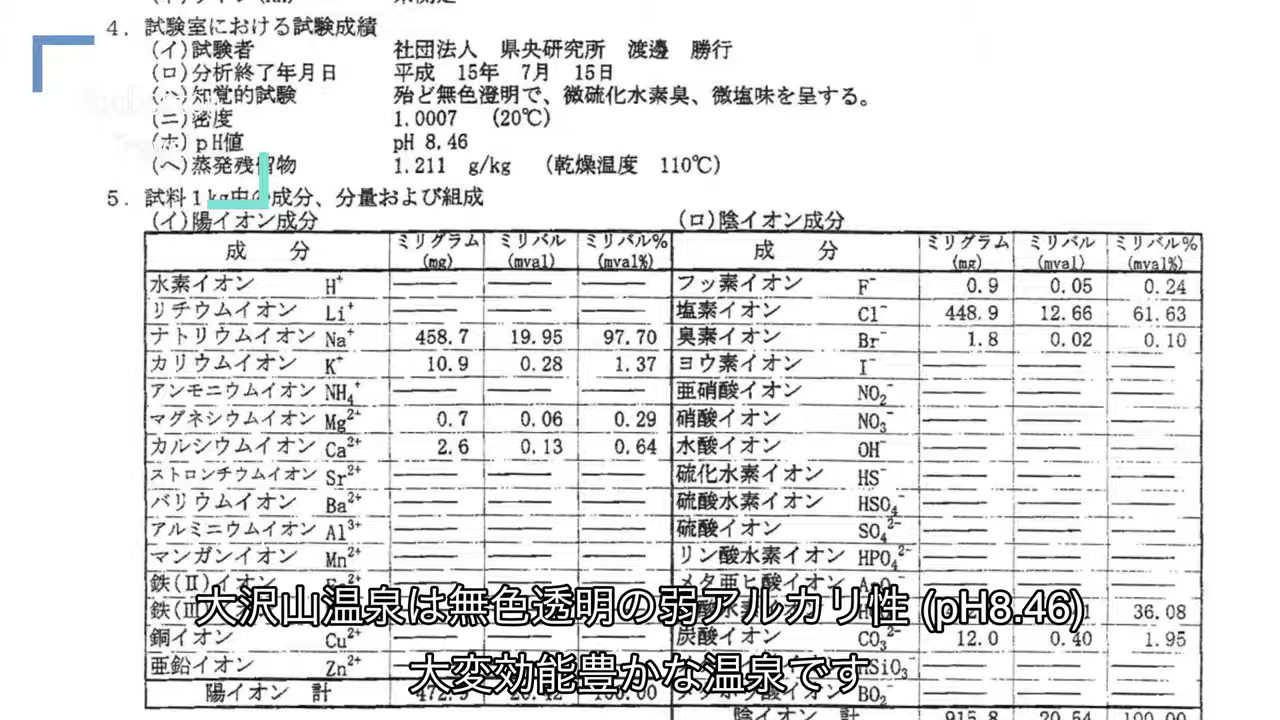 4. 試験室における試験成績
(イ)試験者 社団法人 県央研究所 渡邊 勝行
(ロ)分析終了年月日 平成 15年 7月 15日
知覚的試験 殆ど無色澄明で、微硫化水素臭、微塩味を呈する。
(ニ)密度 1.0007 (20℃)
(ホ)pH値 pH 8.46
(ヘ)蒸発残留物 1.211 g/kg (乾燥温度 110℃)
5. 試料1kg中の成分、分量および組成
(イ)陽イオン成分 (ロ)陰イオン成分
成分 ミリグラム(mg) ミリバル(mval) ミリバル%(mval%) 成分 ミリグラム(mg) ミリバル(mval) ミリバル%(mval%)
水素イオン H⁺ —— —— —— フッ素イオン F⁻ 0.9 0.05 0.24
リチウムイオン Li⁺ —— —— —— 塩素イオン Cl⁻ 448.9 12.66 61.63
ナトリウムイオン Na⁺ 458.7 19.95 97.70 臭素イオン Br⁻ 1.8 0.02 0.10
カリウムイオン K⁺ 10.9 0.28 1.37 ヨウ素イオン I⁻ —— —— ——
アンモニウムイオン NH₄⁺ —— —— —— 亜硝酸イオン NO₂⁻ —— —— ——
マグネシウムイオン Mg²⁺ 0.7 0.06 0.29 硝酸イオン NO₃⁻ —— —— ——
カルシウムイオン Ca²⁺ 2.6 0.13 0.64 水酸イオン OH⁻ —— —— ——
ストロンチウムイオン Sr²⁺ —— —— —— 硫化水素イオン HS⁻ —— —— ——
バリウムイオン Ba²⁺ —— —— —— 硫酸水素イオン HSO₄⁻ —— —— ——
アルミニウムイオン Al³⁺ —— —— —— 硫酸イオン SO₄²⁻ —— —— ——
マンガンイオン Mn²⁺ —— —— —— リン酸水素イオン HPO₄²⁻ —— —— ——
鉄(Ⅱ)イオン メタ亜ヒ酸イオン
36.08
銅イオン Cu²⁺ —— —— —— 炭酸イオン CO₃²⁻ 12.0 0.40 1.95
亜鉛イオン Zn²⁺ HSiO₃⁻
陽イオン 計 BO₂⁻
陰イオン 計 915.8 20.54 100.00
大沢山温泉は無色透明の弱アルカリ性 (pH8.46)
大変効能豊かな温泉です